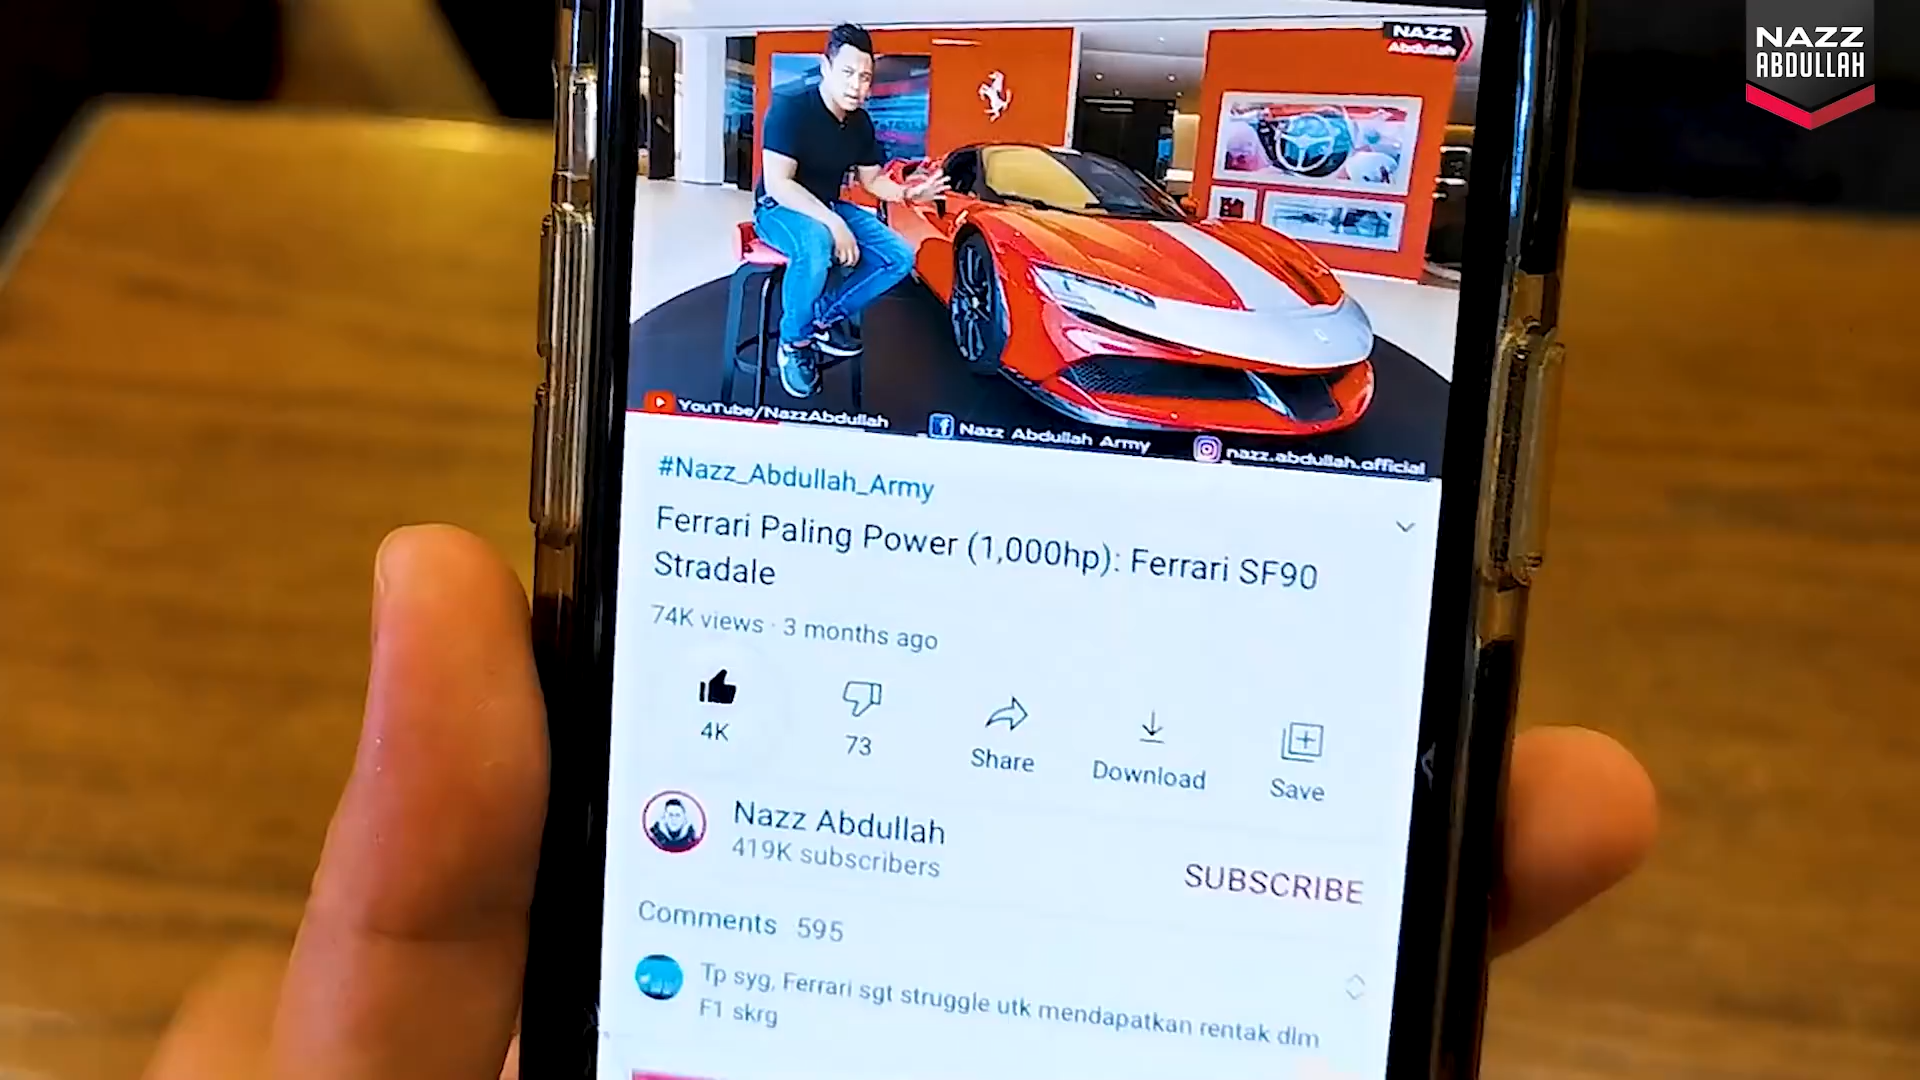 NAZZ
ABDULLAH
NAZZ
Abdullah
YouTube/NazzAbdullah
Nazz Abdullah Army
nazz.abdullah.official
#Nazz_Abdullah_Army
Ferrari Paling Power (1,000hp): Ferrari SF90
Stradale
74K views · 3 months ago
4K
73
Share
Download
Save
Nazz Abdullah
419K subscribers
SUBSCRIBE
Comments 595
Tp syg, Ferrari sgt struggle utk mendapatkan rentak dlm
F1 skrg